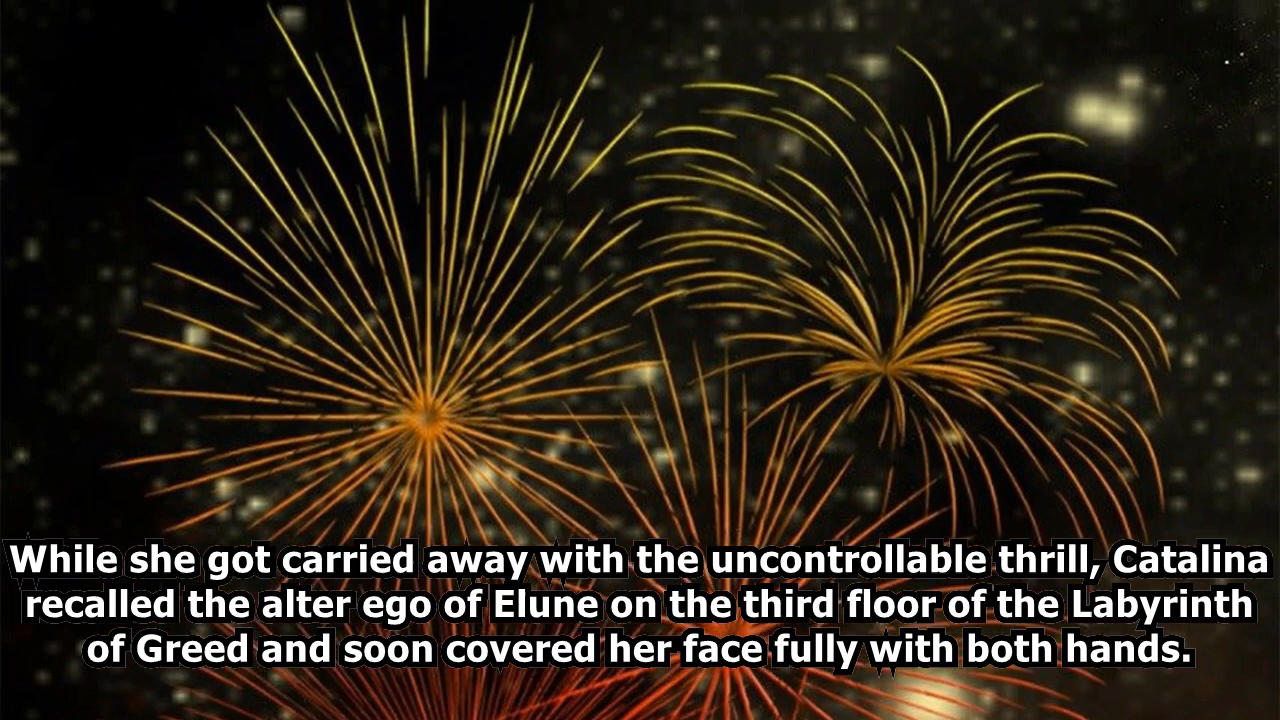 While she got carried away with the uncontrollable thrill, Catalina
recalled the alter ego of Elune on the third floor of the Labyrinth
of Greed and soon covered her face fully with both hands.